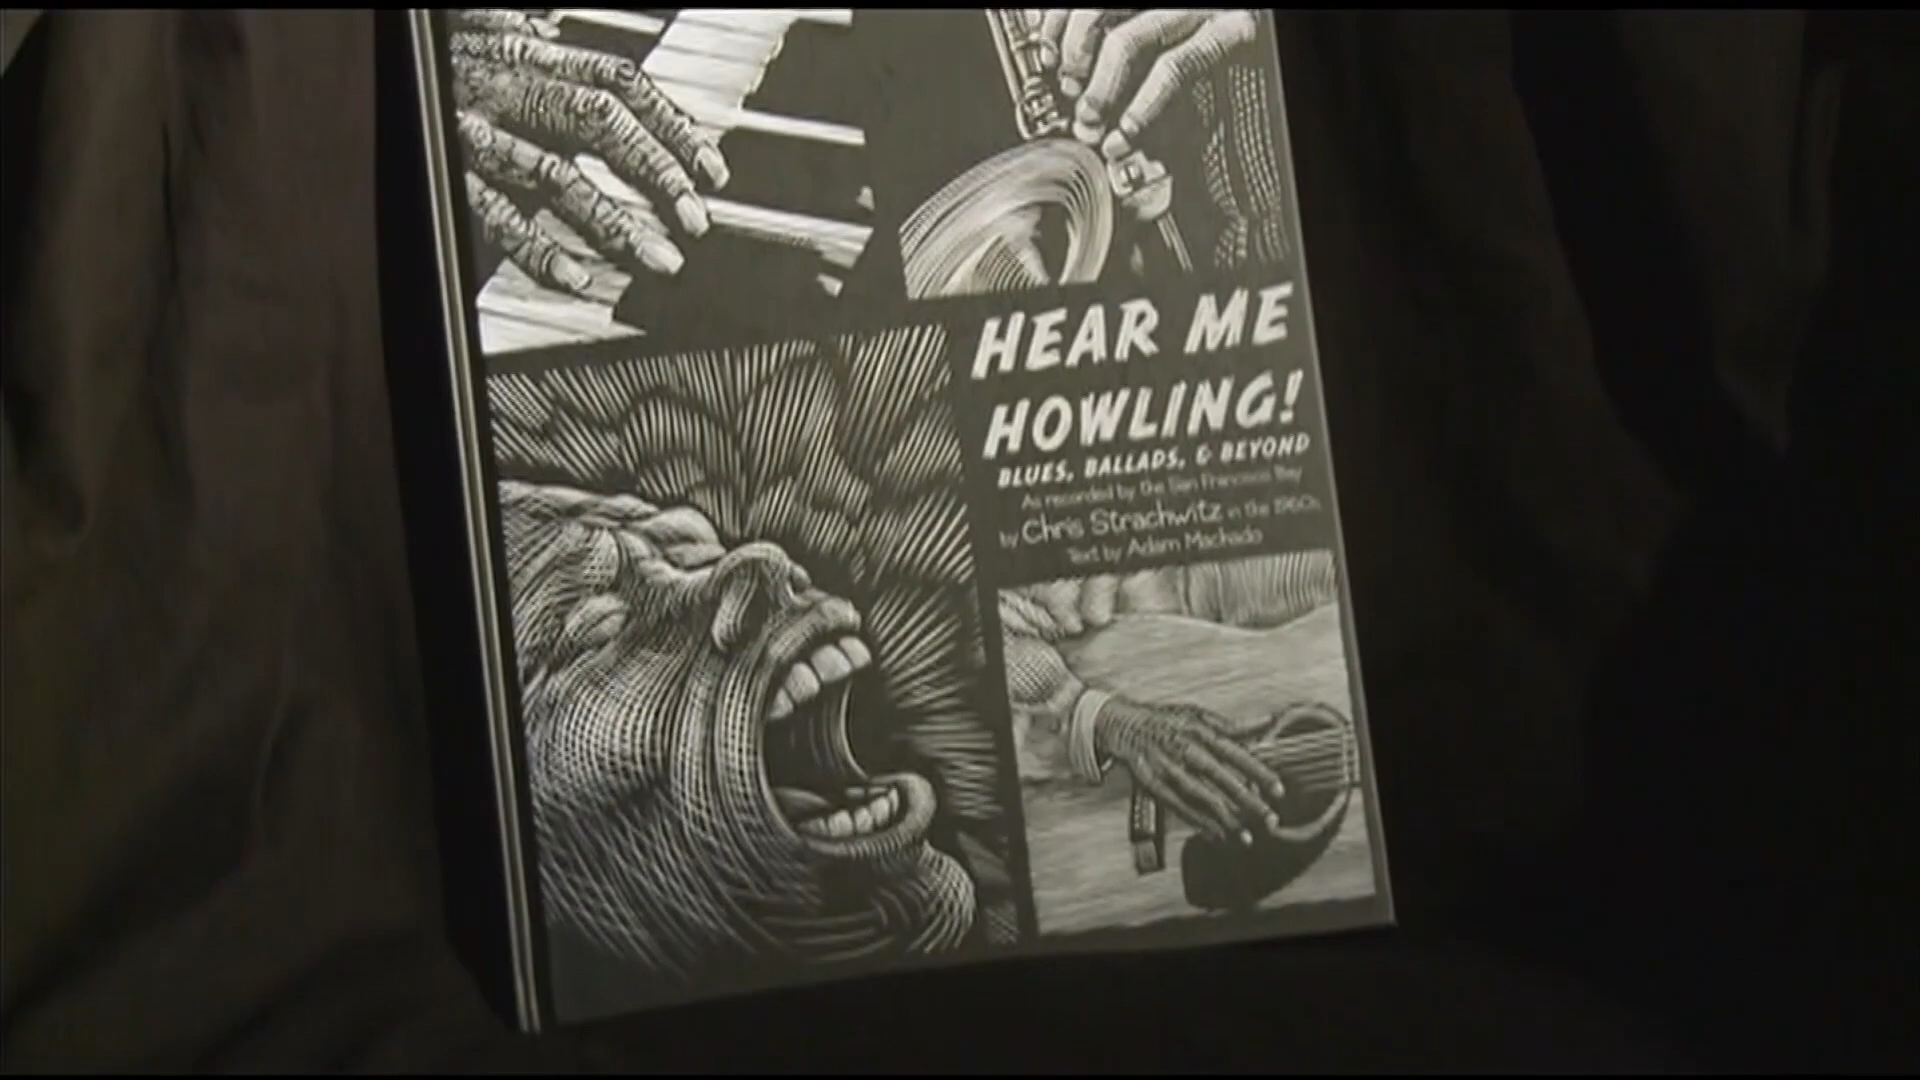 HEAR ME
HOWLING!
BLUES, BALLADS, & BEYOND
As recorded by the San Francisco Bay
by Chris Strachwitz in the 1960s
Text by Adam Machado